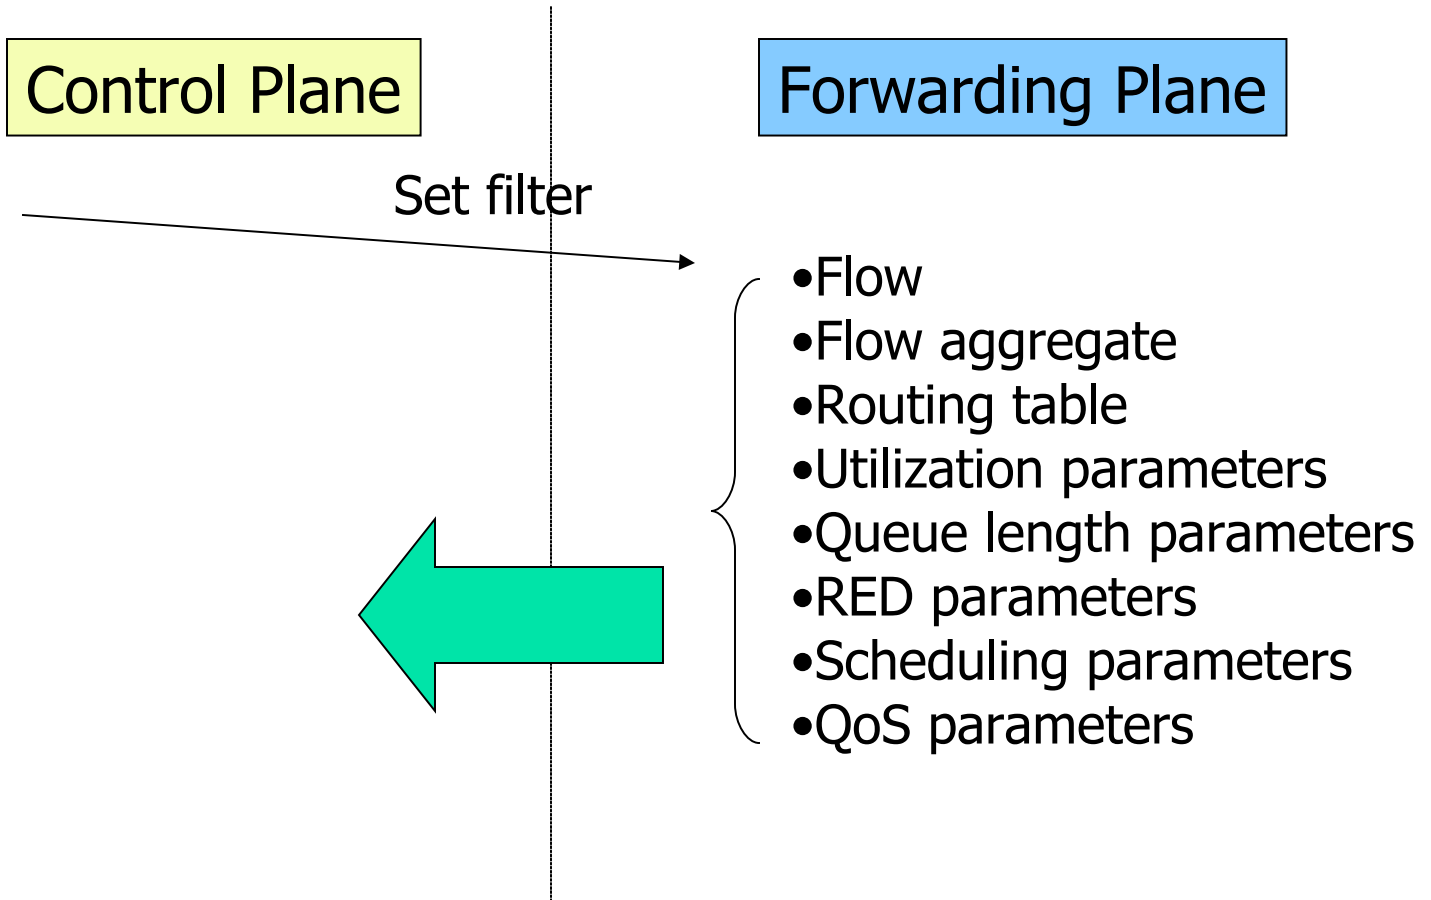 Control Plane
Forwarding Plane
Set filter
•Flow
•Flow aggregate
•Routing table
•Utilization parameters
•Queue length parameters
•RED parameters
•Scheduling parameters
•QoS parameters